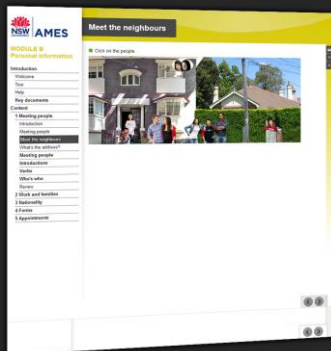 NSW AMES
MODULE B
Personal information
Introduction
Welcome
Tour
Help
Key documents
Content
1 Meeting people
Introduction
Meeting people
Meet the neighbours
What's the address?
Meeting people
Introductions
Verbs
Who's who
Review
2 Work and families
3 Nationality
4 Forms
5 Appointments
Meet the neighbours
Click on the people.